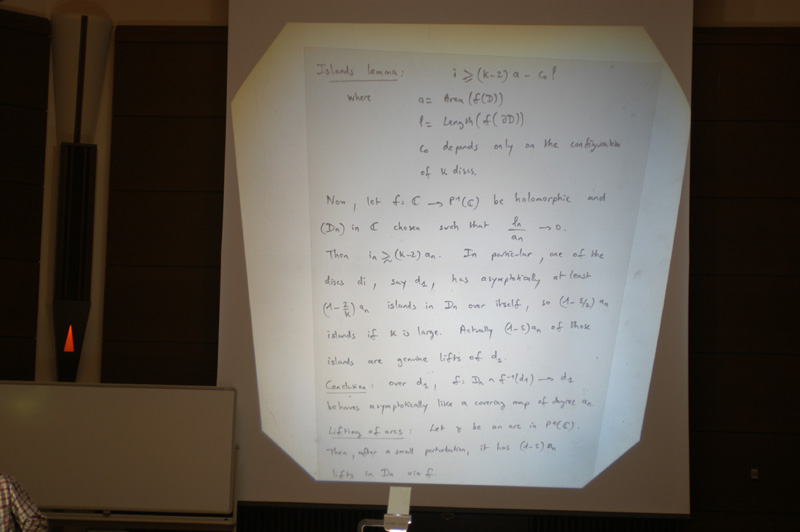 Islands lemma: i ⩾ (k-2) a - c₀ l
where a = Area (f(D))
l = Length (f(∂D))
c₀ depends only on the configuration
of k discs.
Now, let f: ℂ → P¹(ℂ) be holomorphic and
(Dn) in ℂ chosen such that ln/an → 0.
Then in ≳ (k-2) an. In particular, one of the
discs di, say d1, has asymptotically at least
(1-2/k) an islands in Dn over itself, so (1-ε/2) an
islands if k is large. Actually (1-ε) an of those
islands are genuine lifts of d1.
Conclusion: over d1, f: Dn ∩ f⁻¹(d1) → d1
behaves asymptotically like a covering map of degree an
Lifting of arcs: Let γ be an arc in P¹(ℂ).
Then, after a small perturbation, it has (1-ε) an
lifts in Dn via f.